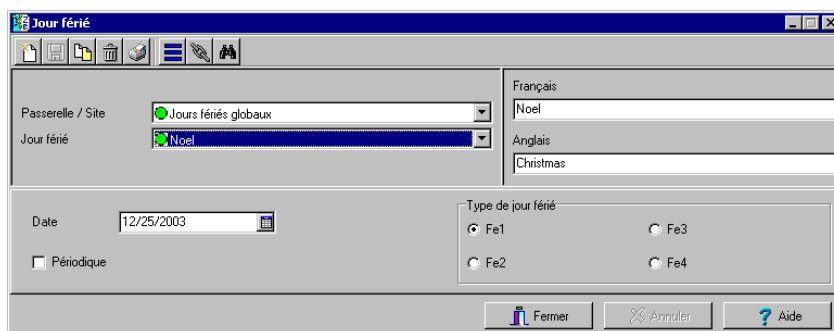 Jour férié
Français
Passerelle / Site
Jours fériés globaux
Noel
Jour férié
Noel
Anglais
Christmas
Date
12/25/2003
Type de jour férié
Fe1
Fe3
Périodique
Fe2
Fe4
Fermer
Annuler
Aide